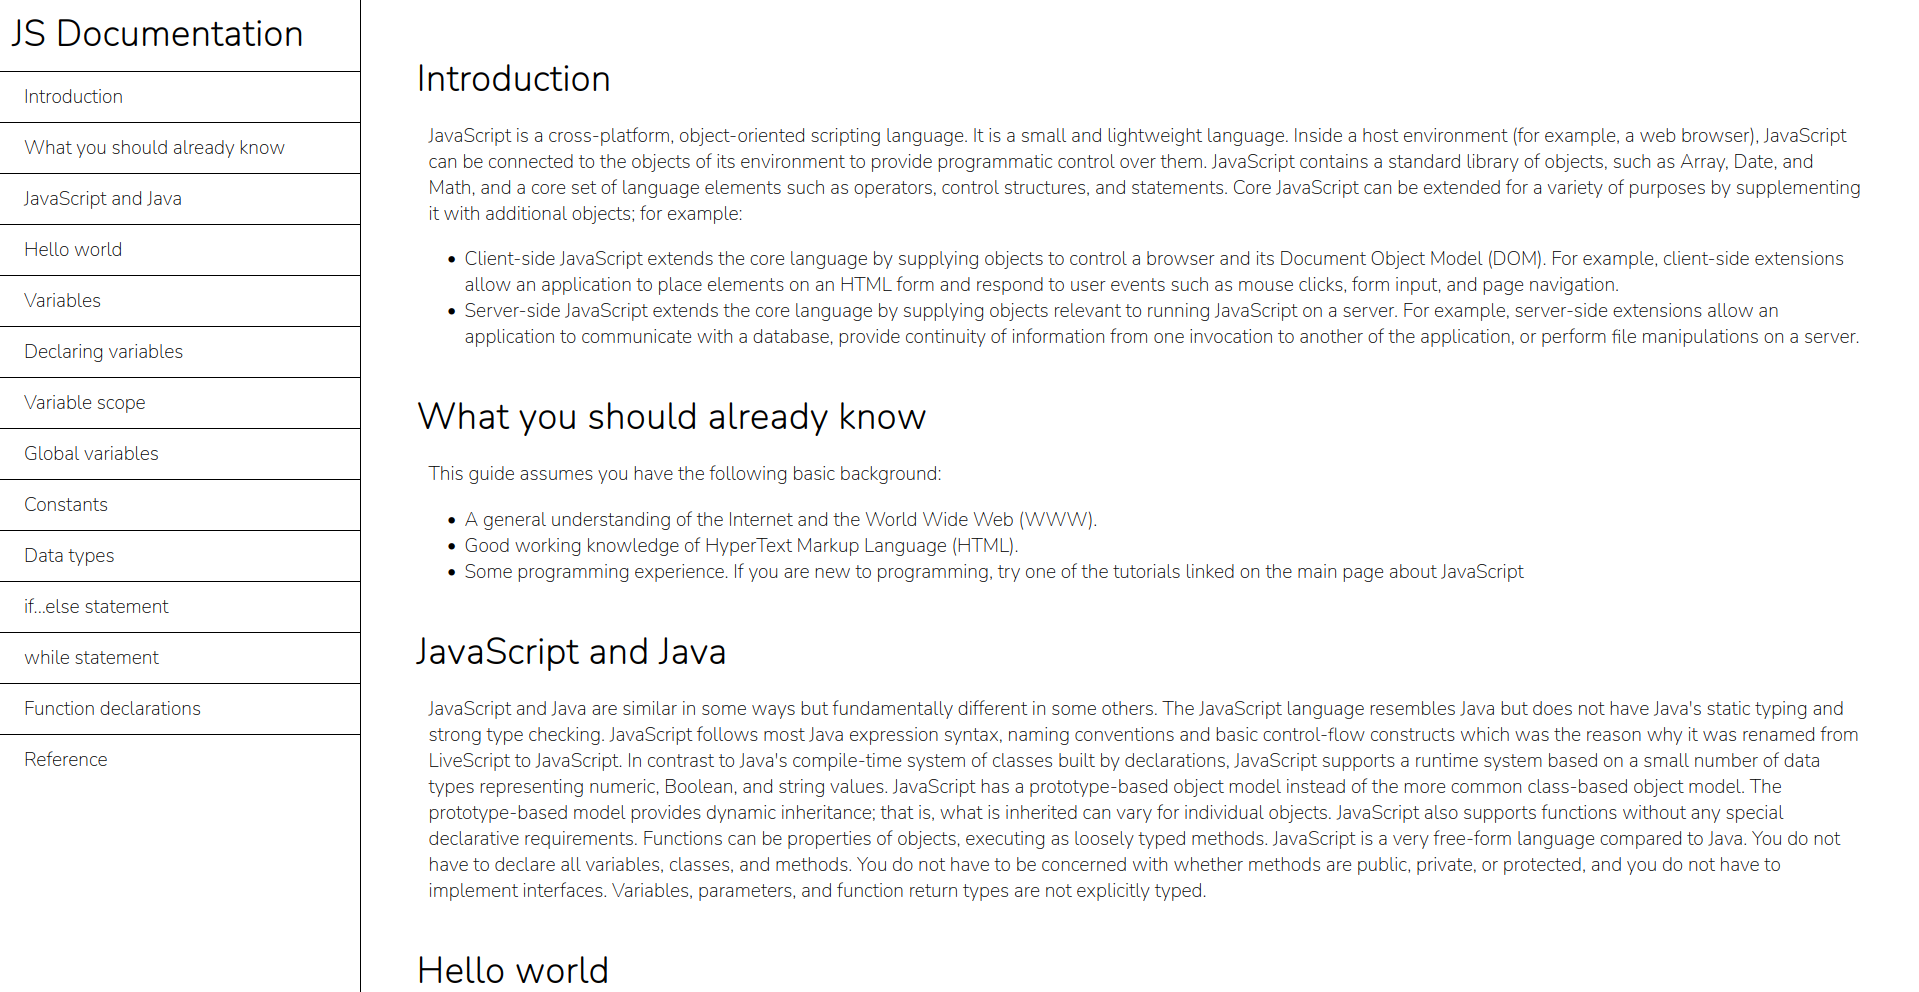 JS Documentation
Introduction
What you should already know
JavaScript and Java
Hello world
Variables
Declaring variables
Variable scope
Global variables
Constants
Data types
if...else statement
while statement
Function declarations
Reference
Introduction
JavaScript is a cross-platform, object-oriented scripting language. It is a small and lightweight language. Inside a host environment (for example, a web browser), JavaScript
can be connected to the objects of its environment to provide programmatic control over them. JavaScript contains a standard library of objects, such as Array, Date, and
Math, and a core set of language elements such as operators, control structures, and statements. Core JavaScript can be extended for a variety of purposes by supplementing
it with additional objects; for example:
• Client-side JavaScript extends the core language by supplying objects to control a browser and its Document Object Model (DOM). For example, client-side extensions
allow an application to place elements on an HTML form and respond to user events such as mouse clicks, form input, and page navigation.
• Server-side JavaScript extends the core language by supplying objects relevant to running JavaScript on a server. For example, server-side extensions allow an
application to communicate with a database, provide continuity of information from one invocation to another of the application, or perform file manipulations on a server.
What you should already know
This guide assumes you have the following basic background:
• A general understanding of the Internet and the World Wide Web (WWW).
• Good working knowledge of HyperText Markup Language (HTML).
• Some programming experience. If you are new to programming, try one of the tutorials linked on the main page about JavaScript
JavaScript and Java
JavaScript and Java are similar in some ways but fundamentally different in some others. The JavaScript language resembles Java but does not have Java's static typing and
strong type checking. JavaScript follows most Java expression syntax, naming conventions and basic control-flow constructs which was the reason why it was renamed from
LiveScript to JavaScript. In contrast to Java's compile-time system of classes built by declarations, JavaScript supports a runtime system based on a small number of data
types representing numeric, Boolean, and string values. JavaScript has a prototype-based object model instead of the more common class-based object model. The
prototype-based model provides dynamic inheritance; that is, what is inherited can vary for individual objects. JavaScript also supports functions without any special
declarative requirements. Functions can be properties of objects, executing as loosely typed methods. JavaScript is a very free-form language compared to Java. You do not
have to declare all variables, classes, and methods. You do not have to be concerned with whether methods are public, private, or protected, and you do not have to
implement interfaces. Variables, parameters, and function return types are not explicitly typed.
Hello world